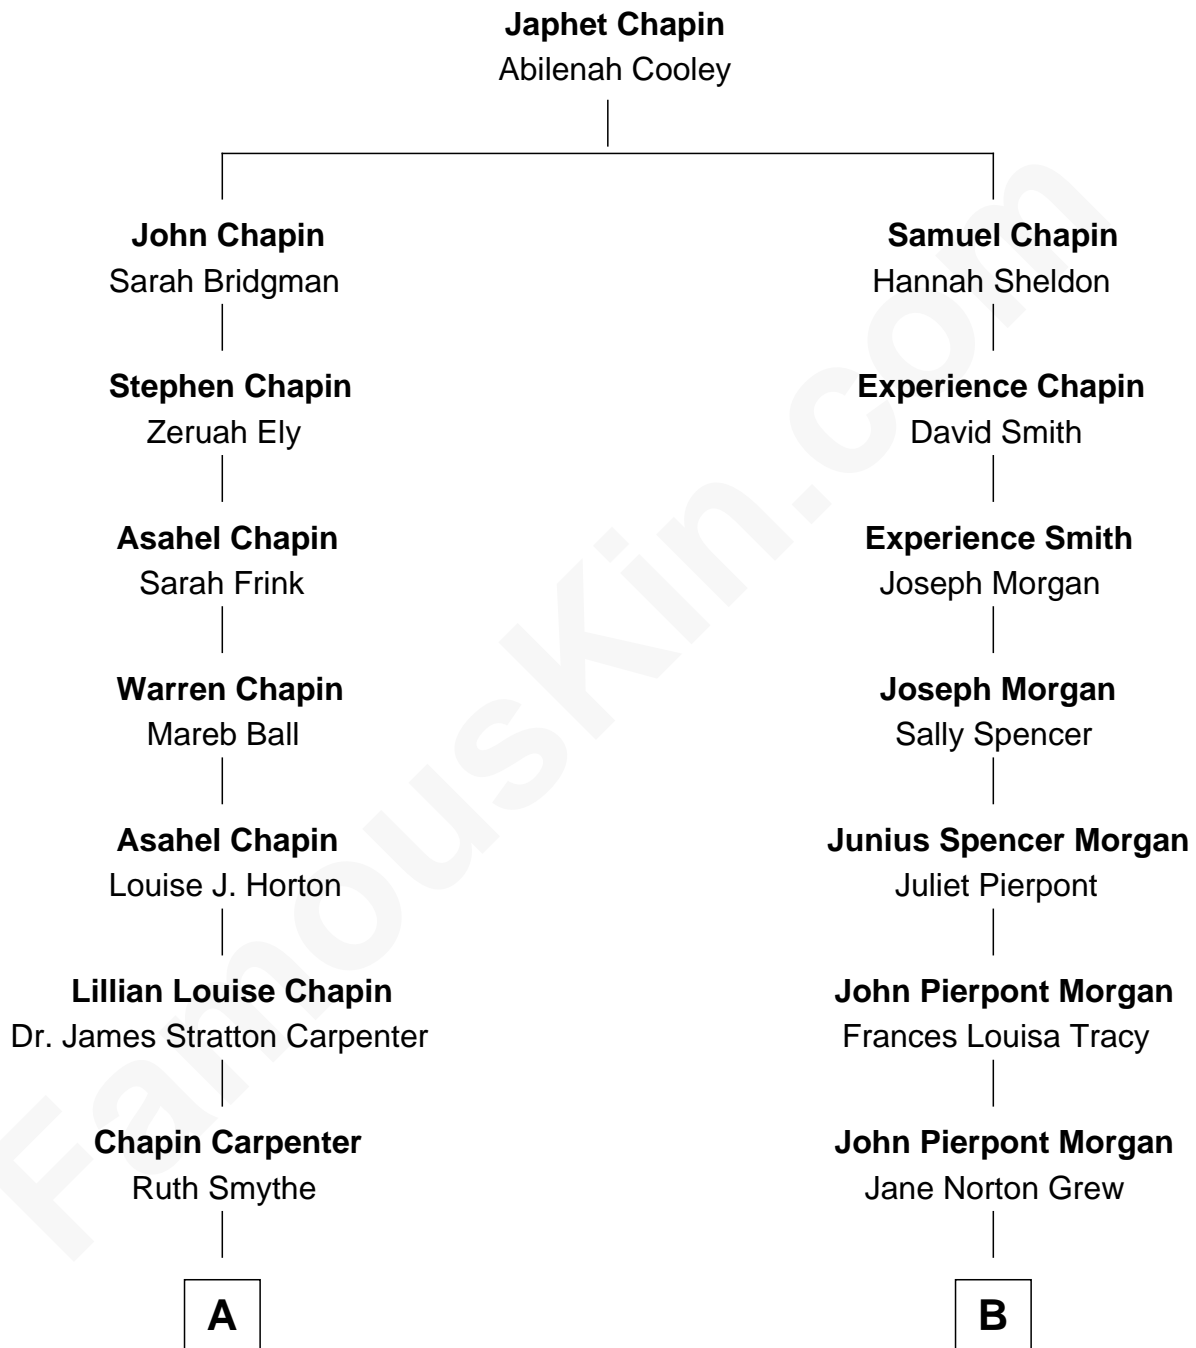 Japhet Chapin
Abilenah Cooley
John Chapin
Sarah Bridgman
Samuel Chapin
Hannah Sheldon
Stephen Chapin
Zeruah Ely
Experience Chapin
David Smith
Asahel Chapin
Sarah Frink
Experience Smith
Joseph Morgan
Warren Chapin
Mareb Ball
Joseph Morgan
Sally Spencer
Asahel Chapin
Louise J. Horton
Junius Spencer Morgan
Juliet Pierpont
Lillian Louise Chapin
Dr. James Stratton Carpenter
John Pierpont Morgan
Frances Louisa Tracy
Chapin Carpenter
Ruth Smythe
John Pierpont Morgan
Jane Norton Grew
A
B
FamousKin.com